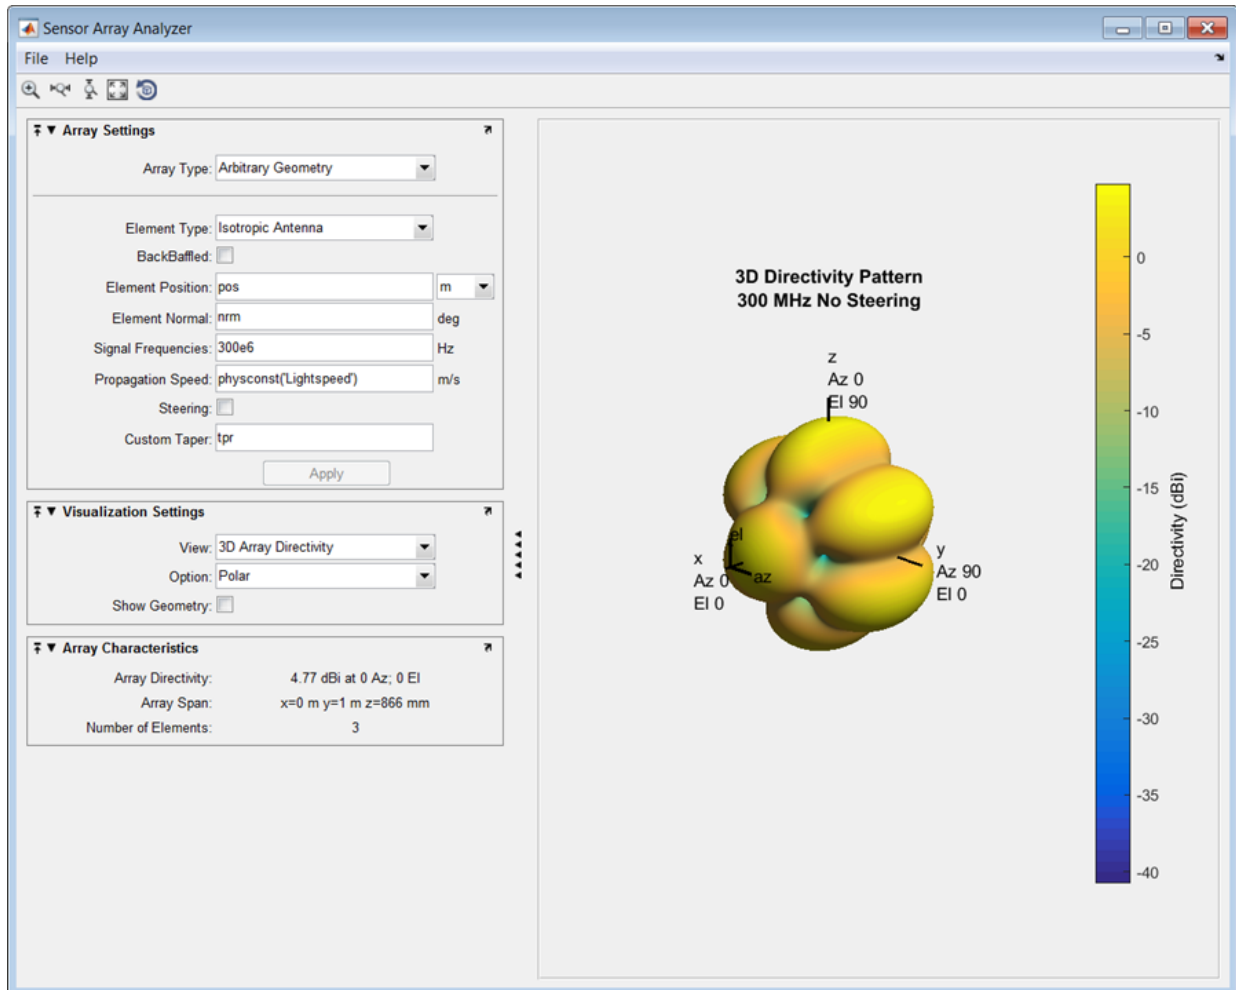 Sensor Array Analyzer
File Help
Array Settings
Array Type: Arbitrary Geometry
Element Type: Isotropic Antenna
BackBaffled:
Element Position: pos m
Element Normal: nrm deg
Signal Frequencies: 300e6 Hz
Propagation Speed: physconst('Lightspeed') m/s
Steering:
Custom Taper: tpr
Apply
Visualization Settings
View: 3D Array Directivity
Option: Polar
Show Geometry:
Array Characteristics
Array Directivity: 4.77 dBi at 0 Az; 0 El
Array Span: x=0 m y=1 m z=866 mm
Number of Elements: 3
3D Directivity Pattern
300 MHz No Steering
z
Az 0
El 90
el
az
x
Az 0
El 0
y
Az 90
El 0
0
-5
-10
-15
-20
-25
-30
-35
-40
Directivity (dBi)